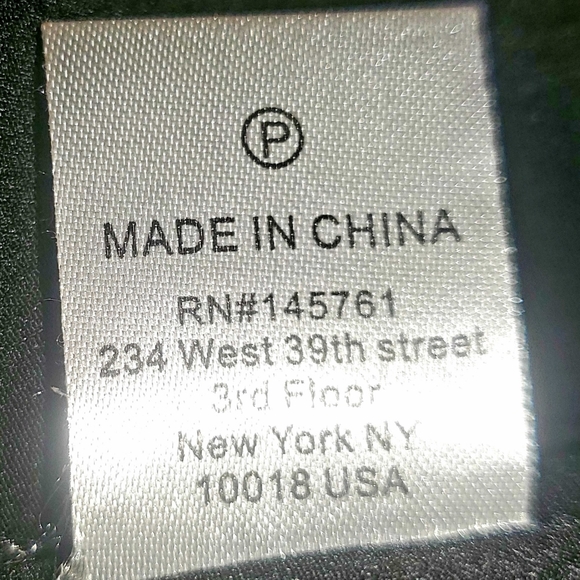 P
MADE IN CHINA
RN#145761
234 West 39th street
3rd Floor
New York NY
10018 USA